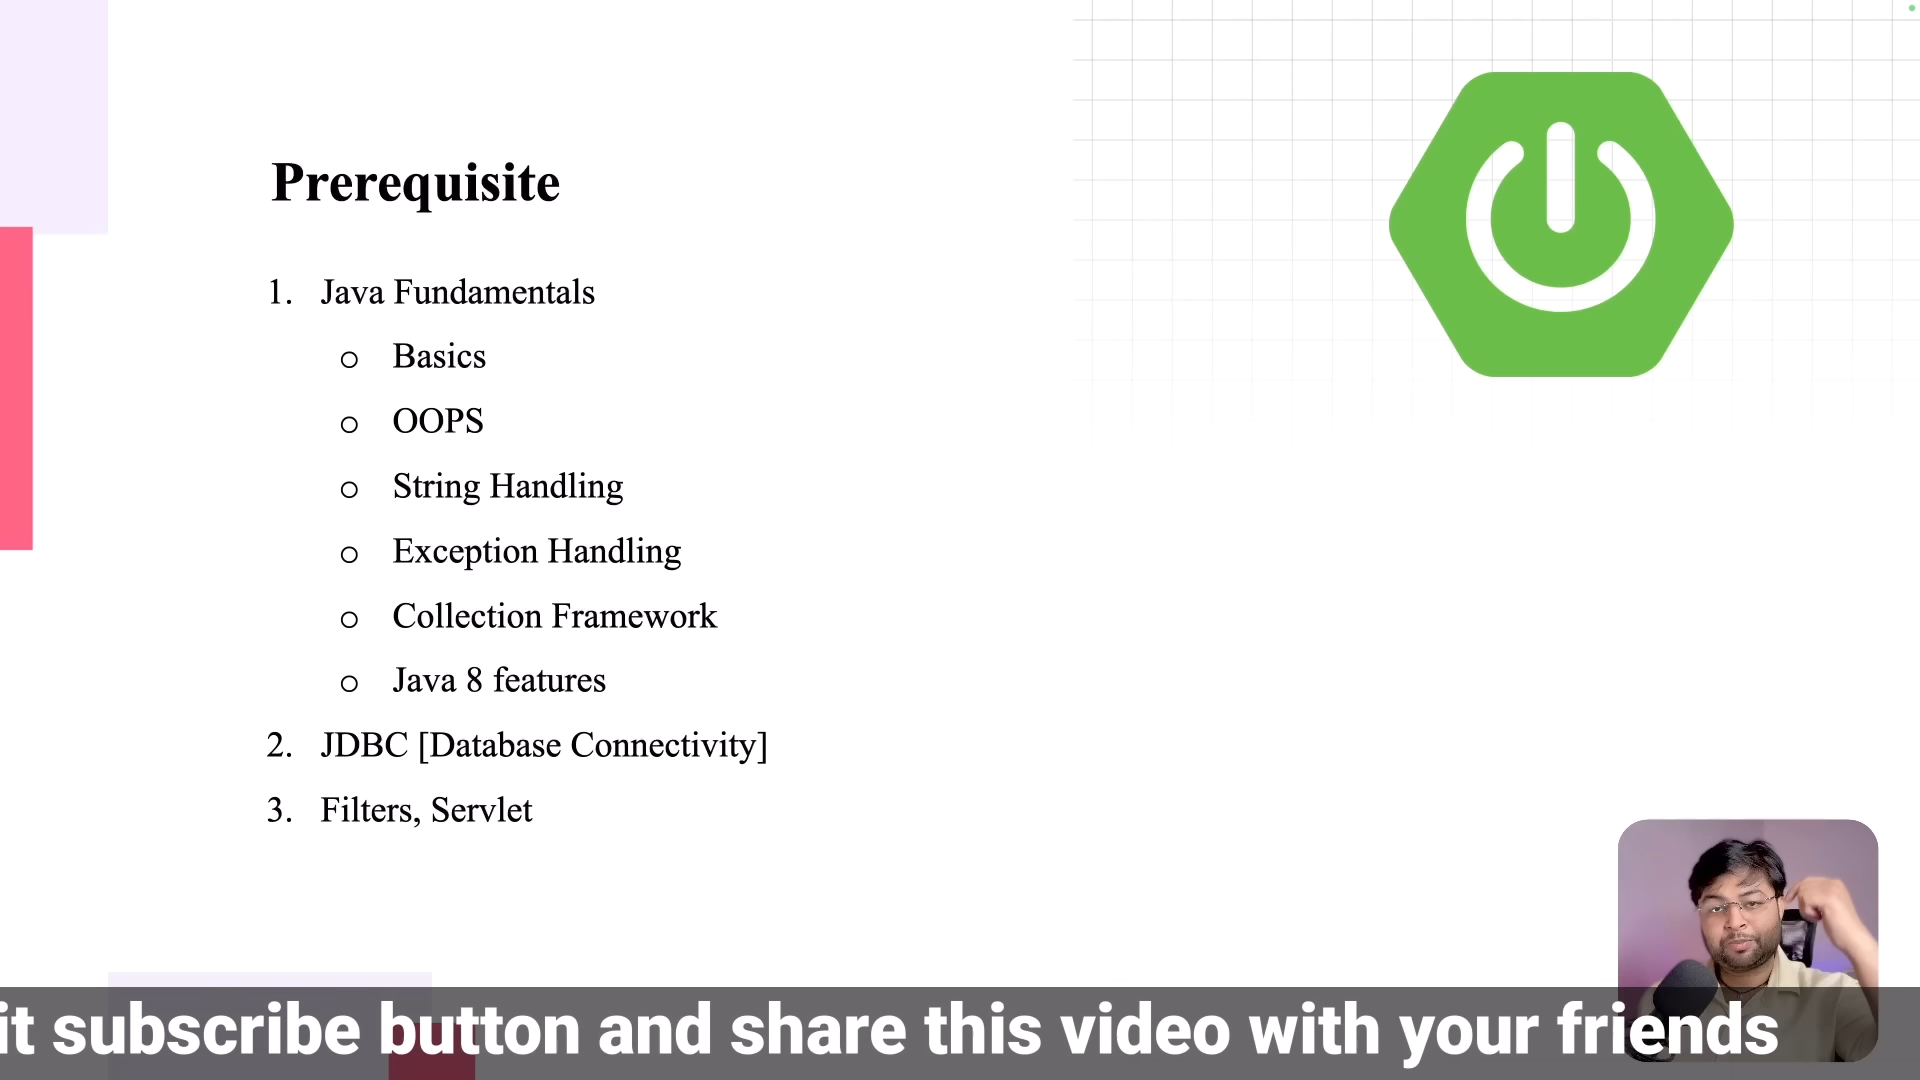 Prerequisite
1. Java Fundamentals
o Basics
o OOPS
o String Handling
o Exception Handling
o Collection Framework
o Java 8 features
2. JDBC [Database Connectivity]
3. Filters, Servlet
it subscribe button and share this video with your friends